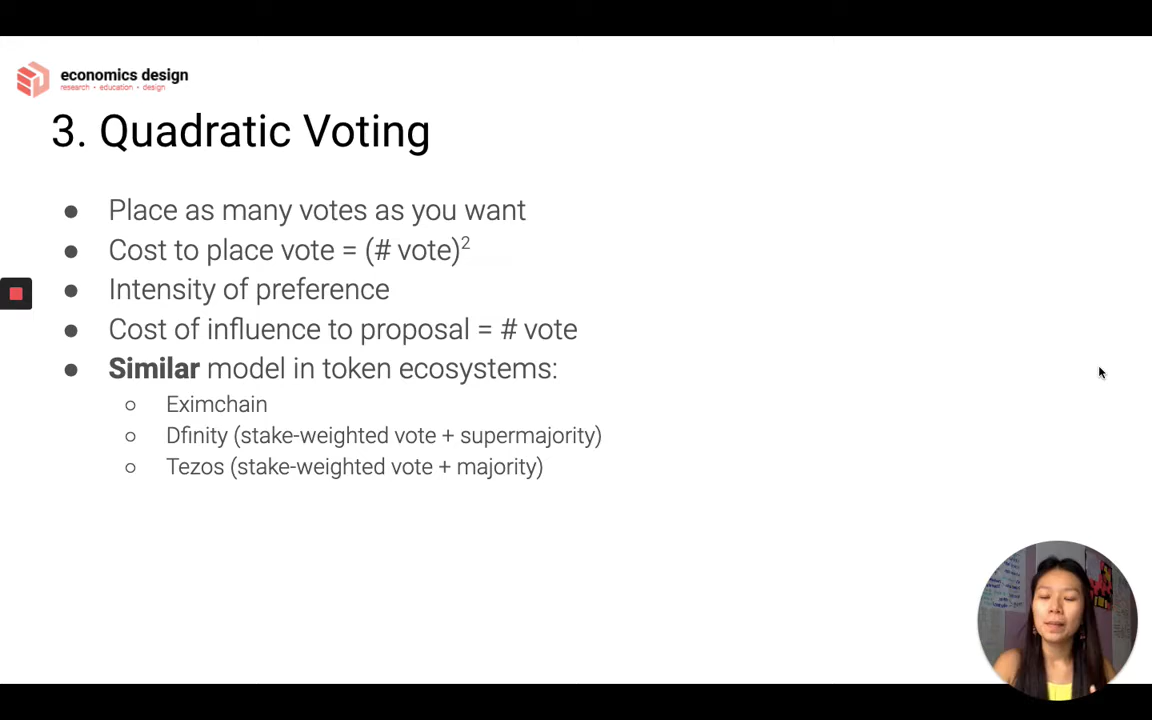 economics design
research • education • design
3. Quadratic Voting
● Place as many votes as you want
● Cost to place vote = (# vote)²
● Intensity of preference
● Cost of influence to proposal = # vote
● Similar model in token ecosystems:
○ Eximchain
○ Dfinity (stake-weighted vote + supermajority)
○ Tezos (stake-weighted vote + majority)